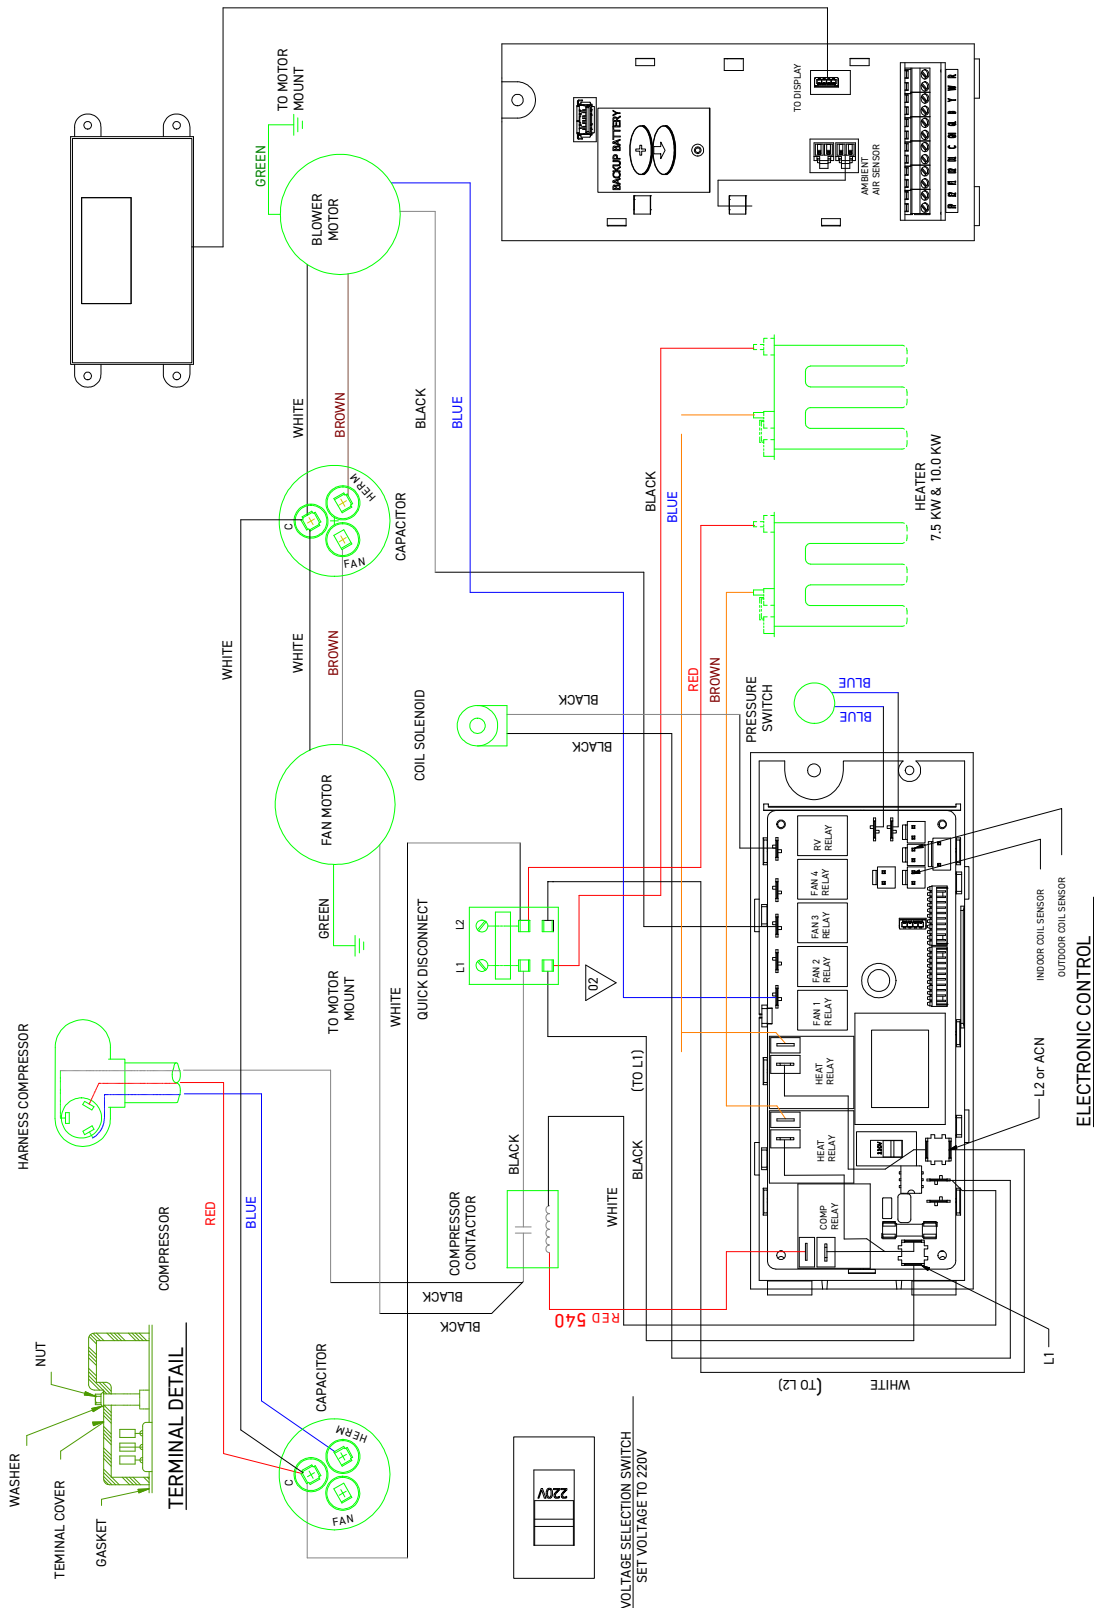 TO MOTOR
MOUNT
GREEN
BLOWER
MOTOR
BACKUP BATTERY
TO DISPLAY
AMBIENT
AIR SENSOR
WHITE
BROWN
BLACK
BLUE
C
HERM
FAN
CAPACITOR
WHITE
WHITE
BROWN
FAN MOTOR
GREEN
TO MOTOR
MOUNT
COIL SOLENOID
BLACK
BLACK
BLACK
BLUE
RED
BROWN
HEATER
7.5 KW & 10.0 KW
PRESSURE
SWITCH
BLUE
BLUE
QUICK DISCONNECT
WHITE
L1
L2
02
(TO L1)
RV
RELAY
FAN 4
RELAY
FAN 3
RELAY
FAN 2
RELAY
FAN 1
RELAY
HEAT
RELAY
HEAT
RELAY
COMP
RELAY
INDOOR COIL SENSOR
OUTDOOR COIL SENSOR
L2 or ACN
L1
ELECTRONIC CONTROL
HARNESS COMPRESSOR
COMPRESSOR
RED
BLUE
COMPRESSOR
CONTACTOR
BLACK
BLACK
WHITE
BLACK
BLACK
RED 540
WHITE
(TO L2)
NUT
WASHER
TEMINAL COVER
GASKET
TERMINAL DETAIL
CAPACITOR
C
HERM
FAN
220V
VOLTAGE SELECTION SWITCH
SET VOLTAGE TO 220V